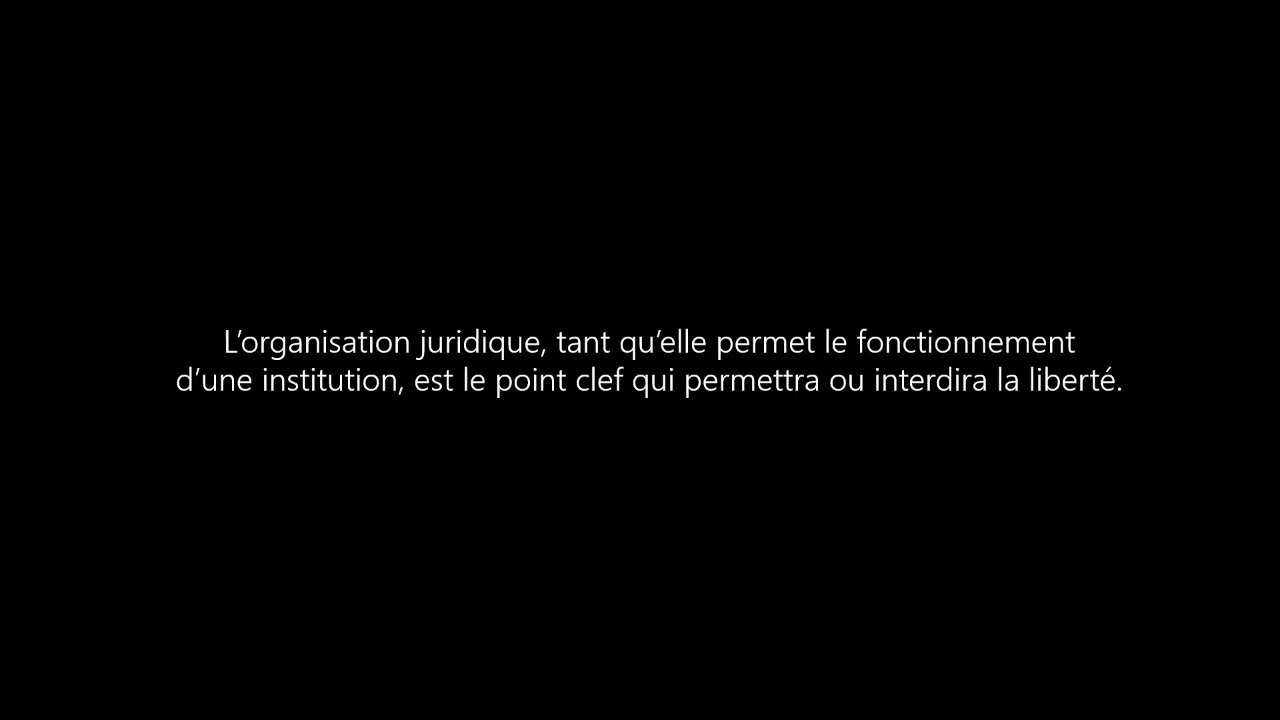 L’organisation juridique, tant qu’elle permet le fonctionnement
d’une institution, est le point clef qui permettra ou interdira la liberté.